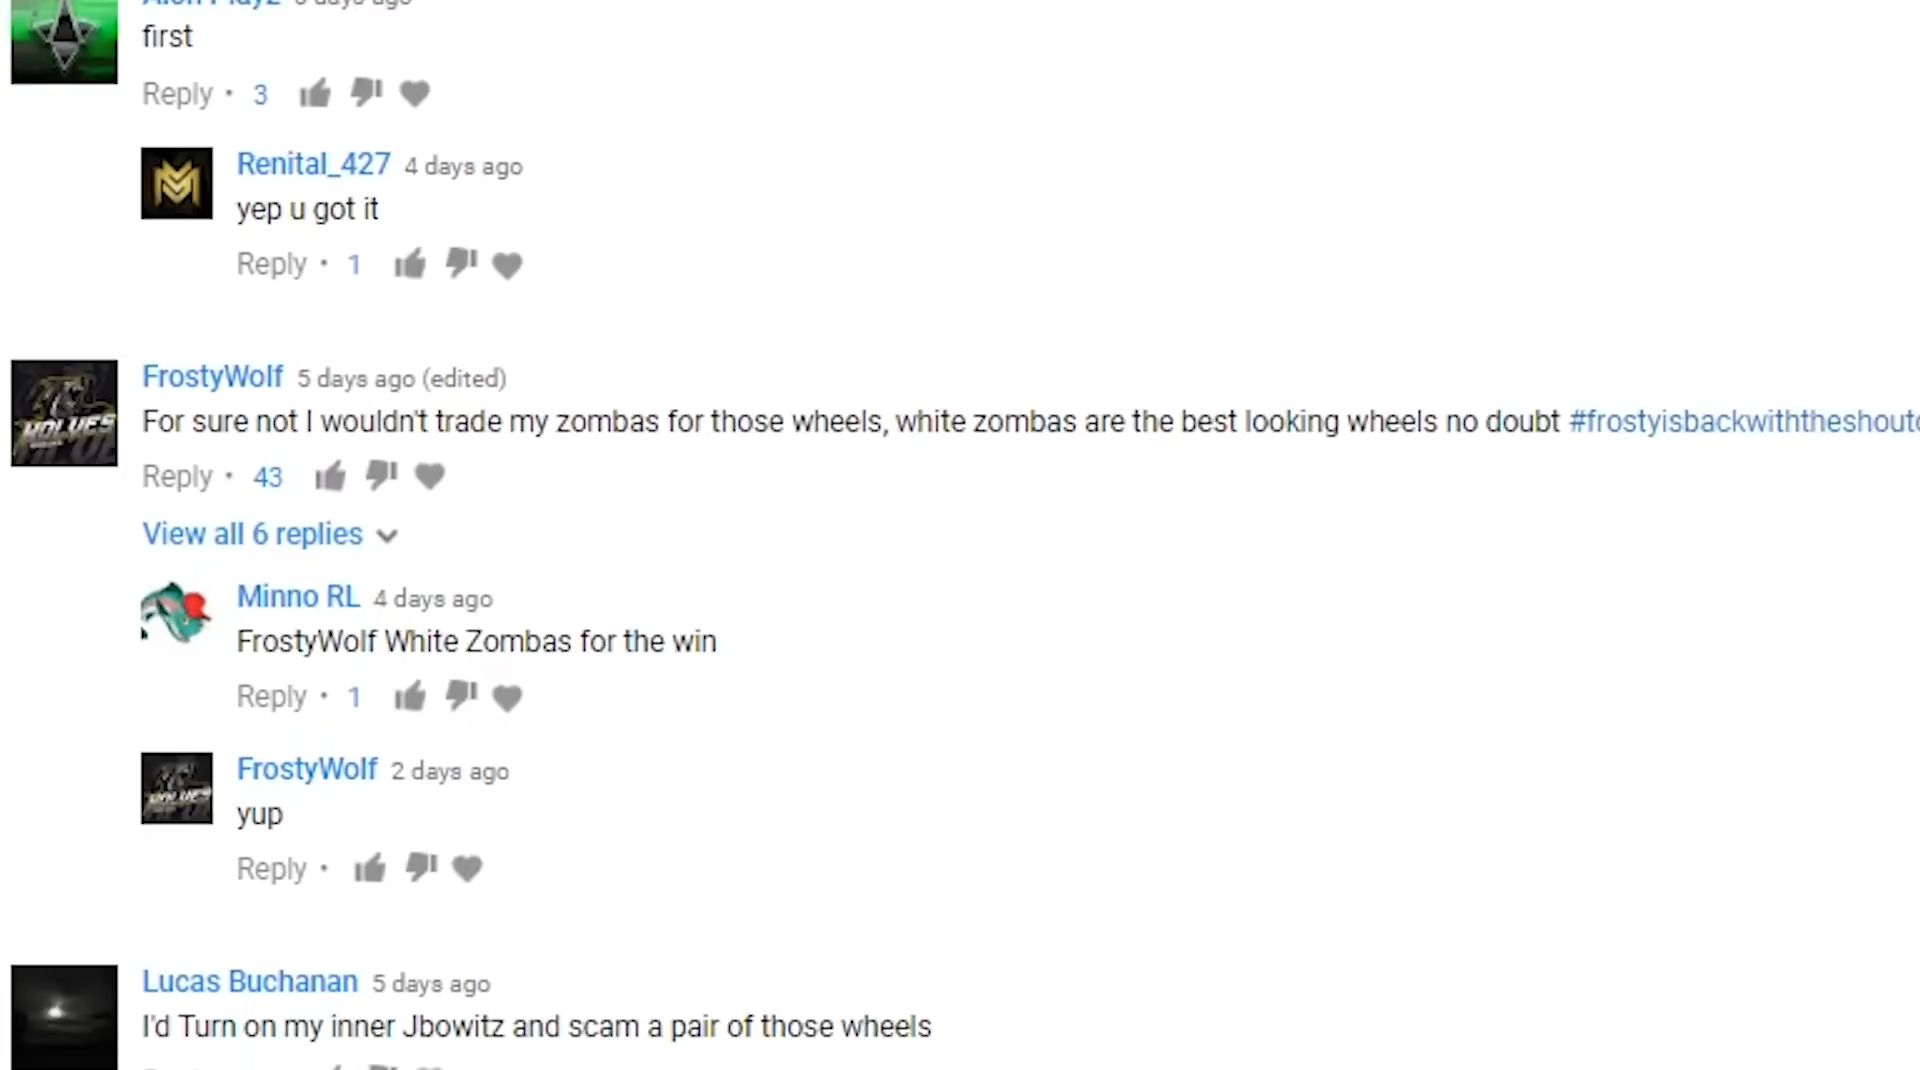 first
Reply • 3
Renital_427 4 days ago
yep u got it
Reply • 1
FrostyWolf 5 days ago (edited)
For sure not I wouldn't trade my zombas for those wheels, white zombas are the best looking wheels no doubt #frostyisbackwiththeshout
Reply • 43
View all 6 replies
Minno RL 4 days ago
FrostyWolf White Zombas for the win
Reply • 1
FrostyWolf 2 days ago
yup
Reply •
Lucas Buchanan 5 days ago
I'd Turn on my inner Jbowitz and scam a pair of those wheels